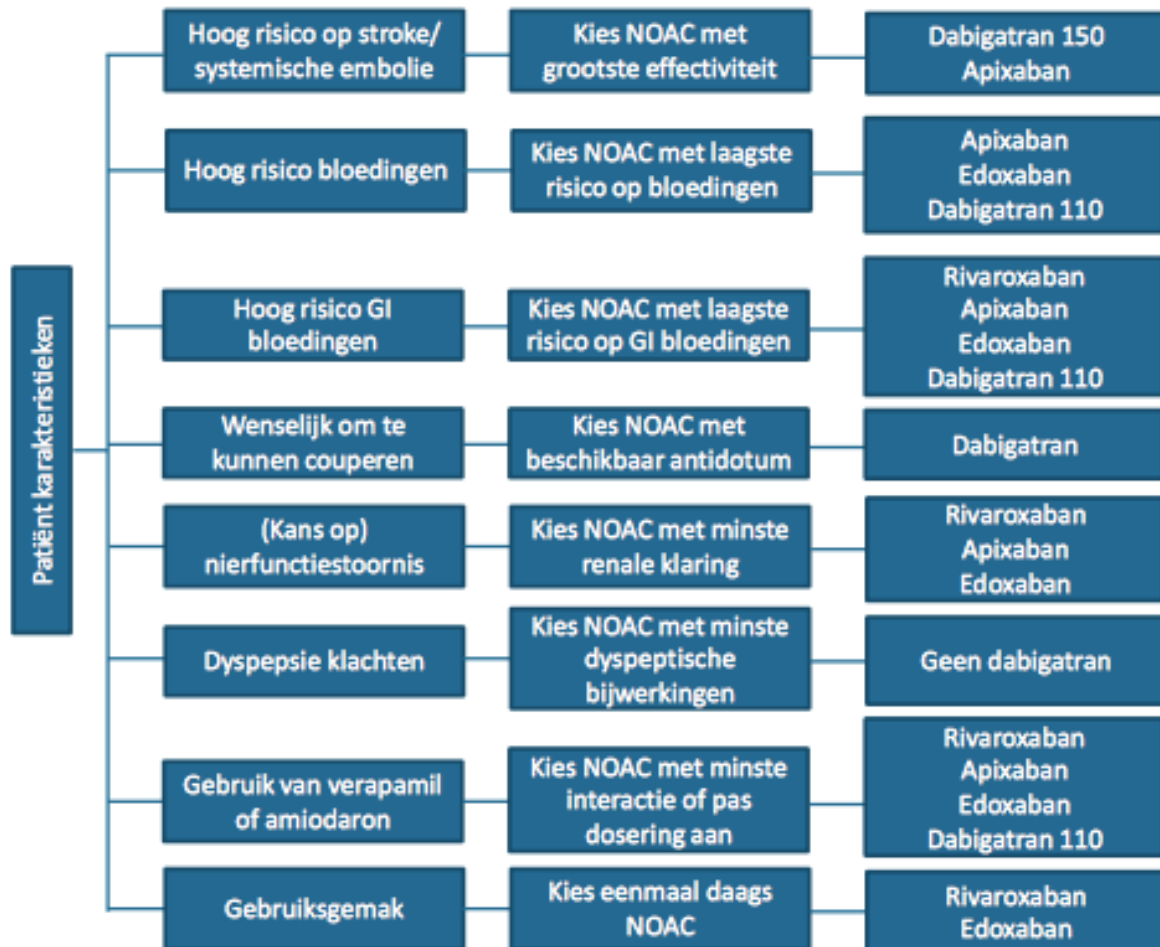 Patiënt karakteristieken
Hoog risico op stroke/
systemische embolie
Kies NOAC met
grootste effectiviteit
Dabigatran 150
Apixaban
Hoog risico bloedingen
Kies NOAC met laagste
risico op bloedingen
Apixaban
Edoxaban
Dabigatran 110
Hoog risico GI
bloedingen
Kies NOAC met laagste
risico op GI bloedingen
Rivaroxaban
Apixaban
Edoxaban
Dabigatran 110
Wenselijk om te
kunnen couperen
Kies NOAC met
beschikbaar antidotum
Dabigatran
(Kans op)
nierfunctiestoornis
Kies NOAC met minste
renale klaring
Rivaroxaban
Apixaban
Edoxaban
Dyspepsie klachten
Kies NOAC met minste
dyspeptische
bijwerkingen
Geen dabigatran
Gebruik van verapamil
of amiodaron
Kies NOAC met minste
interactie of pas
dosering aan
Rivaroxaban
Apixaban
Edoxaban
Dabigatran 110
Gebruiksgemak
Kies eenmaal daags
NOAC
Rivaroxaban
Edoxaban